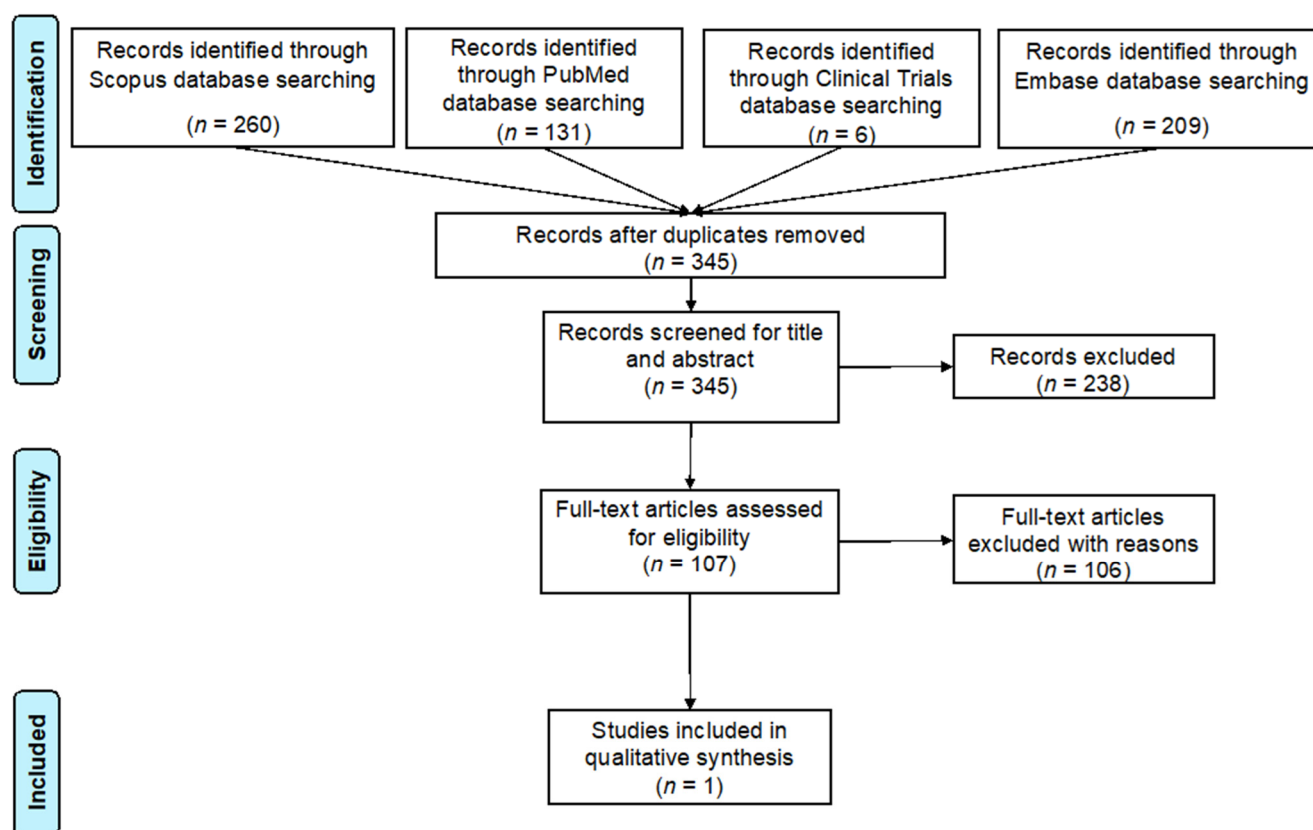 Identification
Records identified through
Scopus database searching
(n = 260)
Records identified
through PubMed
database searching
(n = 131)
Records identified
through Clinical Trials
database searching
(n = 6)
Records identified through
Embase database searching
(n = 209)
Screening
Records after duplicates removed
(n = 345)
Records screened for title
and abstract
(n = 345)
Records excluded
(n = 238)
Eligibility
Full-text articles assessed
for eligibility
(n = 107)
Full-text articles
excluded with reasons
(n = 106)
Included
Studies included in
qualitative synthesis
(n = 1)